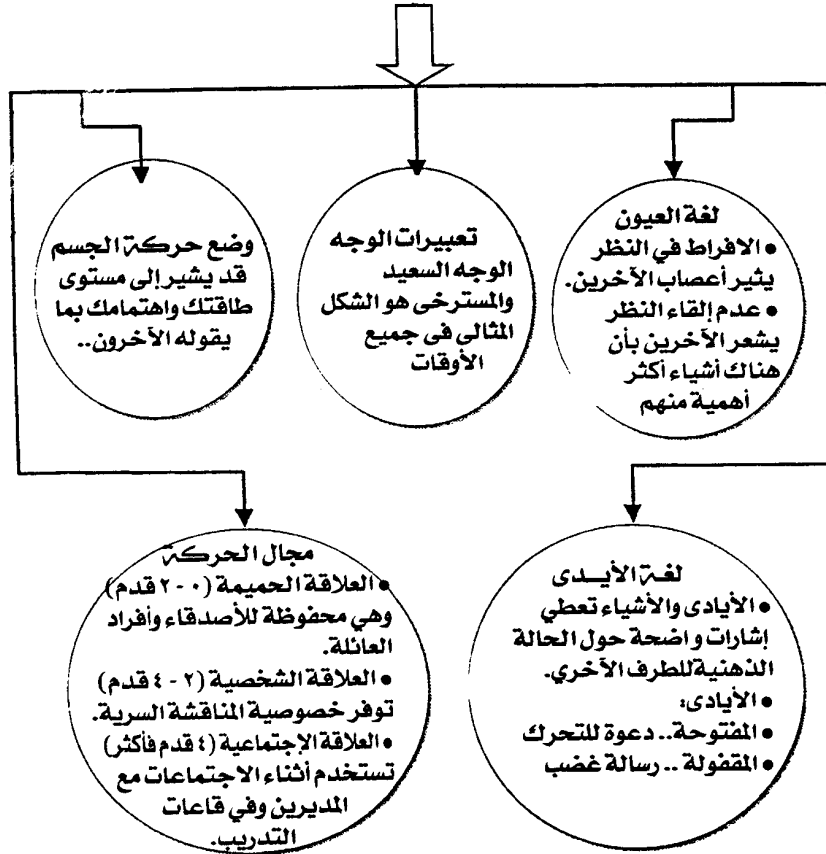 لغة العيون
• الافراط في النظر
يثير أعصاب الآخرين.
• عدم إلقاء النظر
يشعر الآخرين بأن
هناك أشياء أكثر
أهمية منهم
تعبيرات الوجه
الوجه السعيد
والمسترخى هو الشكل
المثالى فى جميع
الأوقات
وضع حركة الجسم
قد يشير إلى مستوى
طاقتك واهتمامك بما
يقوله الآخرون..
لغة الأيــدى
• الأيادى والأشياء تعطي
إشارات واضحة حول الحالة
الذهنية للطرف الآخري.
• الأيادى:
• المفتوحة.. دعوة للتحرك
• المقفولة .. رسالة غضب
مجال الحركة
• العلاقة الحميمة (٠ - ٢ قدم)
وهي محفوظة للأصدقاء وأفراد
العائلة.
• العلاقة الشخصية (٢ - ٤ قدم)
توفر خصوصية المناقشة السرية.
• العلاقة الإجتماعية (٤ قدم فأكثر)
تستخدم أثناء الاجتماعات مع
المديرين وفي قاعات
التدريب.